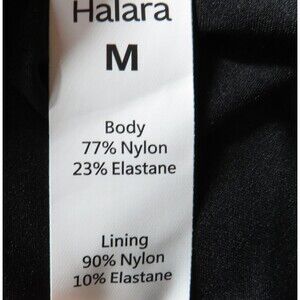 Halara
M
Body
77% Nylon
23% Elastane
Lining
90% Nylon
10% Elastane